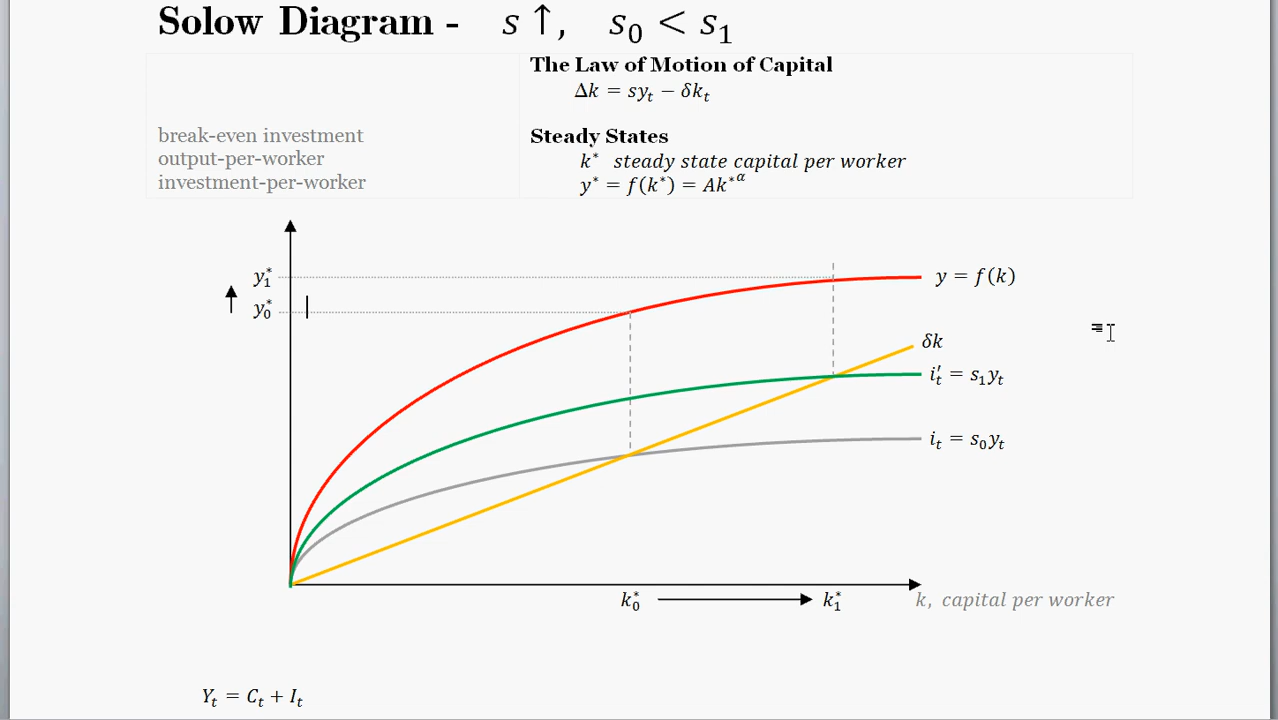 Solow Diagram - s ↑, s₀ < s₁
The Law of Motion of Capital
Δk = syₜ − δkₜ
break-even investment
output-per-worker
investment-per-worker
Steady States
k* steady state capital per worker
y* = f(k*) = Ak*ᵅ
y₁*
y₀*
y = f(k)
δk
iₜ′ = s₁yₜ
iₜ = s₀yₜ
k₀*
k₁*
k, capital per worker
Yₜ = Cₜ + Iₜ